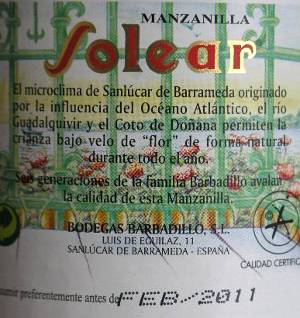 MANZANILLA
Solear
El microclima de Sanlúcar de Barrameda originado
por la influencia del Océano Atlántico, el río
Guadalquivir y el Coto de Doñana permiten la
crianza bajo velo de "flor" de forma natural
durante todo el año.
Seis generaciones de la familia Barbadillo avalan
la calidad de ésta Manzanilla.
BODEGAS BARBADILLO, S.L.
LUIS DE EGUILAZ, 11
SANLÚCAR DE BARRAMEDA - ESPAÑA
CALIDAD CERTIFIC
preferentemente antes de FEB/2011